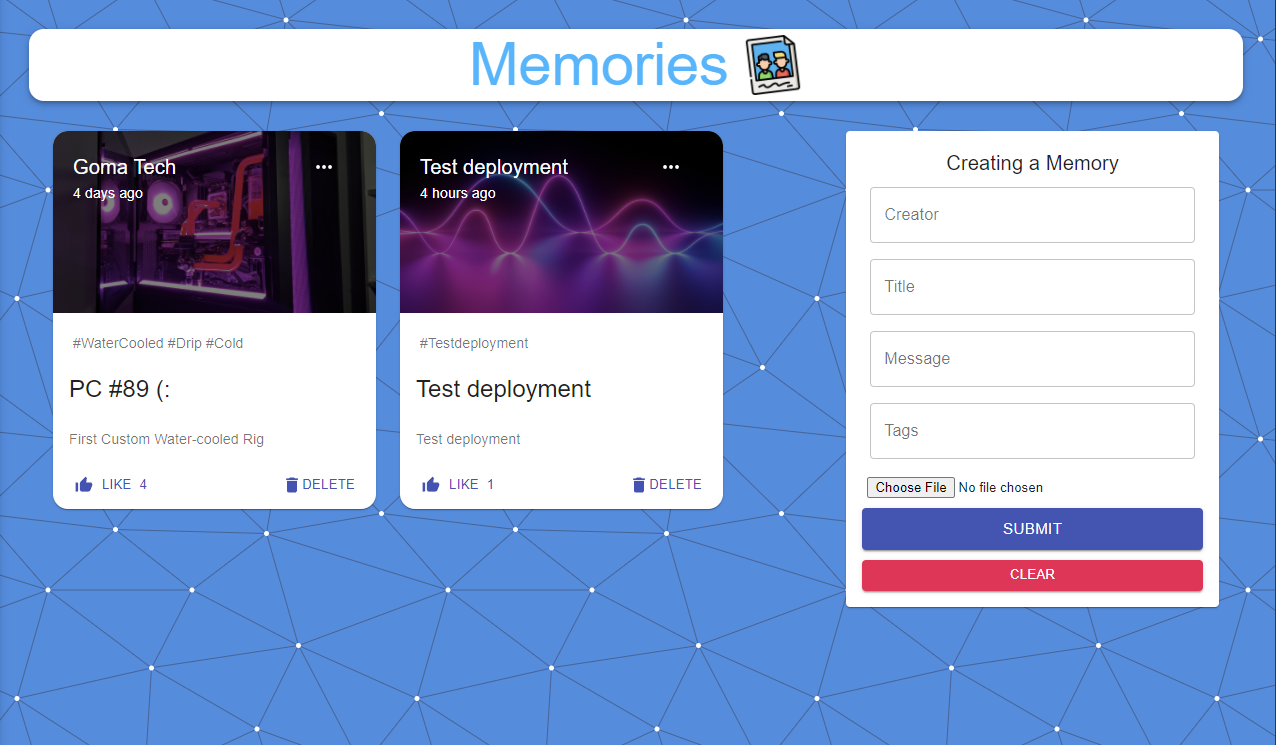 Memories
Goma Tech
4 days ago
#WaterCooled #Drip #Cold
PC #89 (:
First Custom Water-cooled Rig
LIKE 4
DELETE
Test deployment
4 hours ago
#Testdeployment
Test deployment
Test deployment
LIKE 1
DELETE
Creating a Memory
Creator
Title
Message
Tags
Choose File No file chosen
SUBMIT
CLEAR